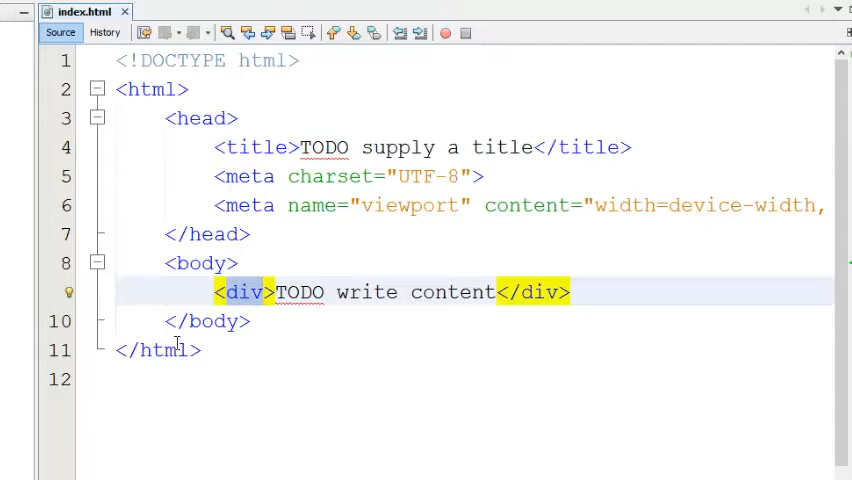 index.html
Source History
1 <!DOCTYPE html>
2 <html>
3 <head>
4 <title>TODO supply a title</title>
5 <meta charset="UTF-8">
6 <meta name="viewport" content="width=device-width,
7 </head>
8 <body>
<div>TODO write content</div>
10 </body>
11 </html>
12